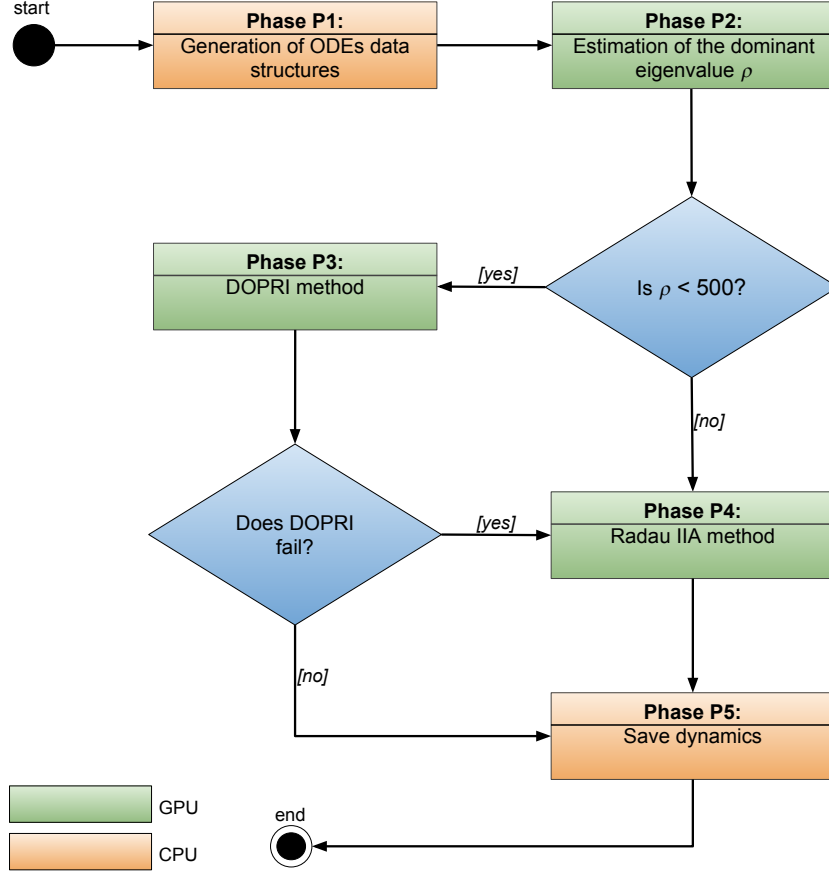 start
Phase P1:
Generation of ODEs data
structures
Phase P2:
Estimation of the dominant
eigenvalue ρ
Is ρ < 500?
[yes]
Phase P3:
DOPRI method
[no]
Does DOPRI
fail?
[yes]
Phase P4:
Radau IIA method
[no]
Phase P5:
Save dynamics
GPU
CPU
end